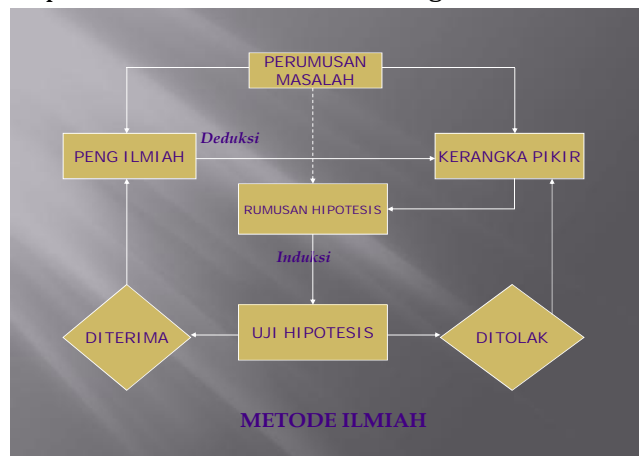 PERUMUSAN
MASALAH
Deduksi
PENG ILMIAH
KERANGKA PIKIR
RUMUSAN HIPOTESIS
Induksi
DITERIMA
UJI HIPOTESIS
DITOLAK
METODE ILMIAH